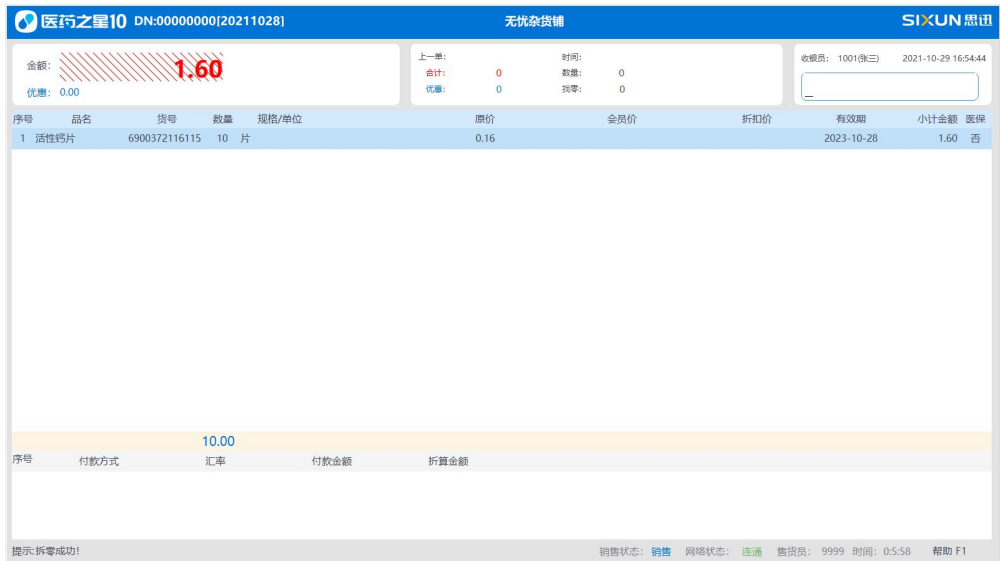 医药之星10 DN:00000000[20211028] 无忧杂货铺 SIXUN思迅
金额: 1.60 上一单: 时间: 收银员: 1001(张三) 2021-10-29 16:54:44
合计: 0 数量: 0
优惠: 0.00 优惠: 0 找零: 0
序号 品名 货号 数量 规格/单位 原价 会员价 折扣价 有效期 小计金额 医保
1 活性钙片 6900372116115 10 片 0.16 2023-10-28 1.60 否
10.00
序号 付款方式 汇率 付款金额 折算金额
提示:拆零成功! 销售状态: 销售 网络状态: 连通 售货员: 9999 时间: 0:5:58 帮助 F1